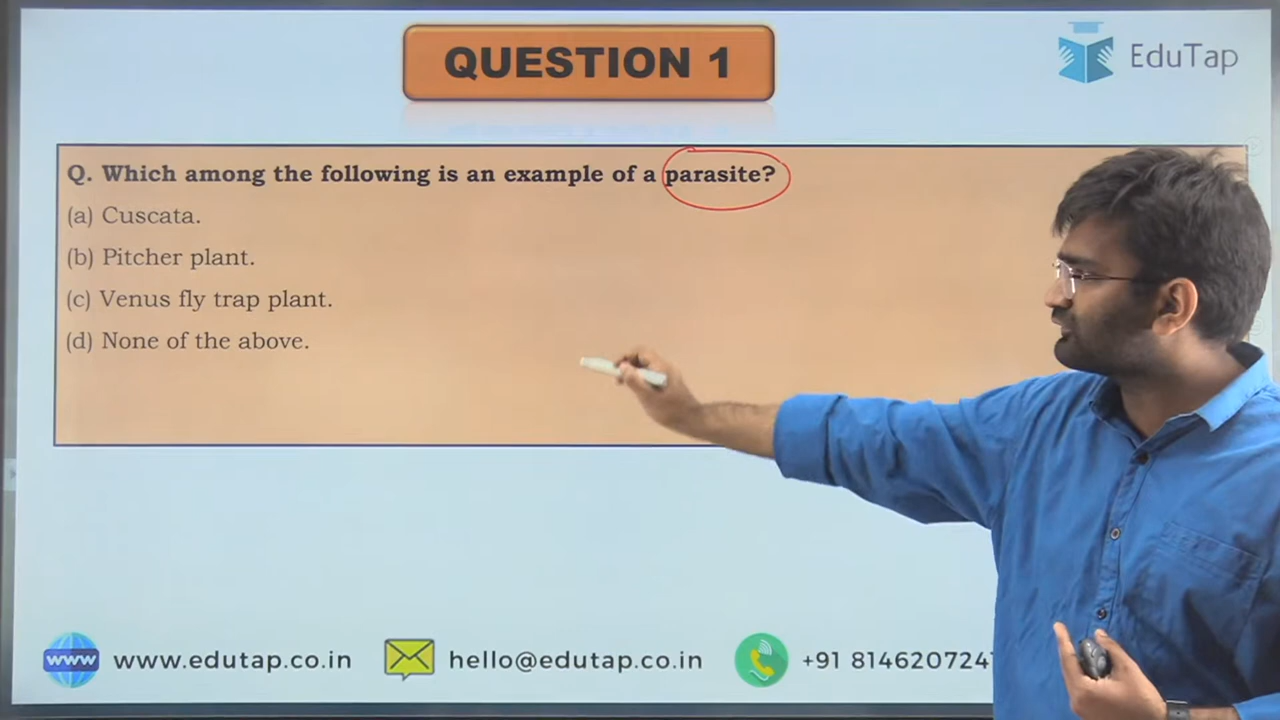 QUESTION 1
EduTap
Q. Which among the following is an example of a parasite?
(a) Cuscata.
(b) Pitcher plant.
(c) Venus fly trap plant.
(d) None of the above.
www
www.edutap.co.in
hello@edutap.co.in
+91 8146207241